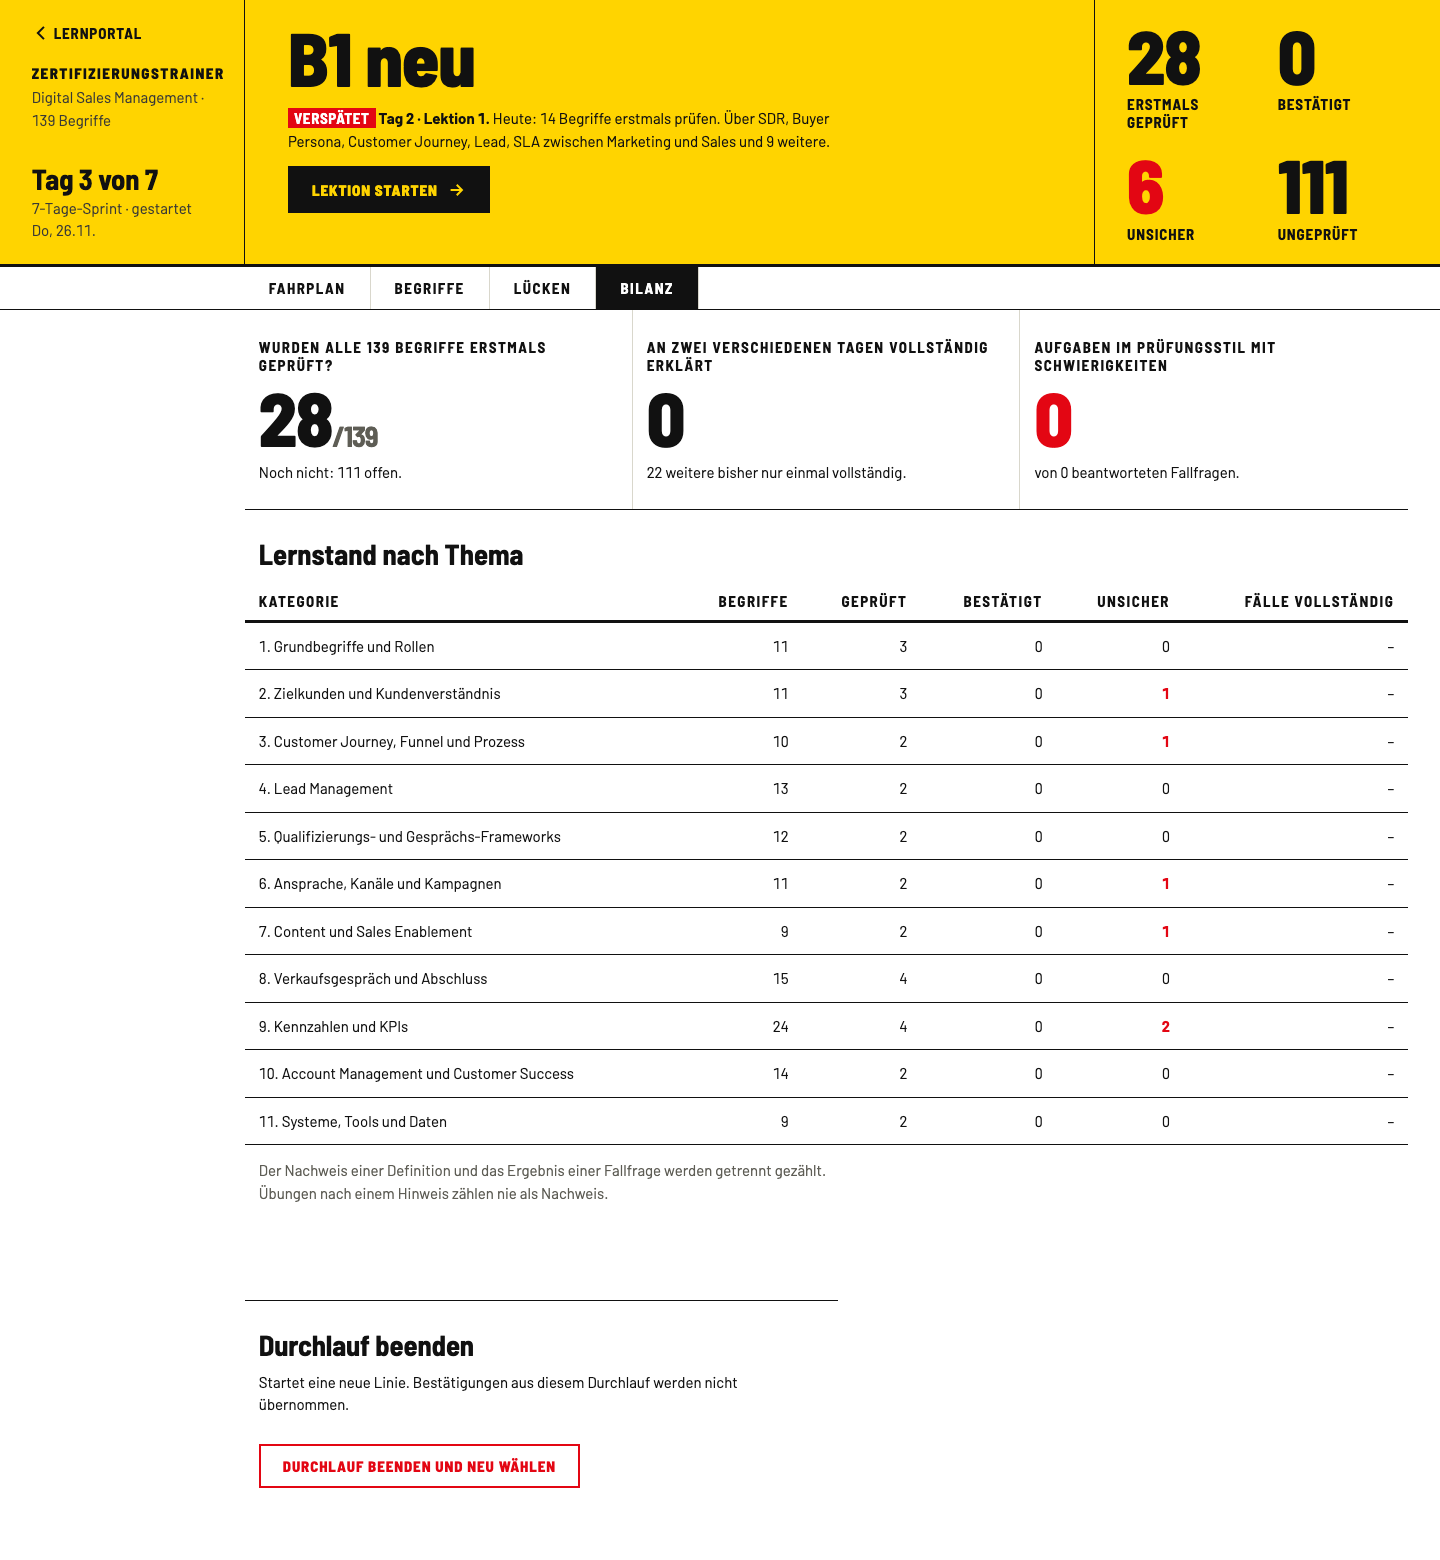 LERNPORTAL
ZERTIFIZIERUNGSTRAINER
Digital Sales Management ·
139 Begriffe
Tag 3 von 7
7-Tage-Sprint · gestartet
Do, 26.11.
B1 neu
VERSPÄTET Tag 2 · Lektion 1. Heute: 14 Begriffe erstmals prüfen. Über SDR, Buyer
Persona, Customer Journey, Lead, SLA zwischen Marketing und Sales und 9 weitere.
LEKTION STARTEN →
28
ERSTMALS
GEPRÜFT
0
BESTÄTIGT
6
UNSICHER
111
UNGEPRÜFT
FAHRPLAN BEGRIFFE LÜCKEN BILANZ
WURDEN ALLE 139 BEGRIFFE ERSTMALS
GEPRÜFT?
28/139
Noch nicht: 111 offen.
AN ZWEI VERSCHIEDENEN TAGEN VOLLSTÄNDIG
ERKLÄRT
0
22 weitere bisher nur einmal vollständig.
AUFGABEN IM PRÜFUNGSSTIL MIT
SCHWIERIGKEITEN
0
von 0 beantworteten Fallfragen.
Lernstand nach Thema
KATEGORIE BEGRIFFE GEPRÜFT BESTÄTIGT UNSICHER FÄLLE VOLLSTÄNDIG
1. Grundbegriffe und Rollen 11 3 0 0 –
2. Zielkunden und Kundenverständnis 11 3 0 1 –
3. Customer Journey, Funnel und Prozess 10 2 0 1 –
4. Lead Management 13 2 0 0 –
5. Qualifizierungs- und Gesprächs-Frameworks 12 2 0 0 –
6. Ansprache, Kanäle und Kampagnen 11 2 0 1 –
7. Content und Sales Enablement 9 2 0 1 –
8. Verkaufsgespräch und Abschluss 15 4 0 0 –
9. Kennzahlen und KPIs 24 4 0 2 –
10. Account Management und Customer Success 14 2 0 0 –
11. Systeme, Tools und Daten 9 2 0 0 –
Der Nachweis einer Definition und das Ergebnis einer Fallfrage werden getrennt gezählt.
Übungen nach einem Hinweis zählen nie als Nachweis.
Durchlauf beenden
Startet eine neue Linie. Bestätigungen aus diesem Durchlauf werden nicht
übernommen.
DURCHLAUF BEENDEN UND NEU WÄHLEN